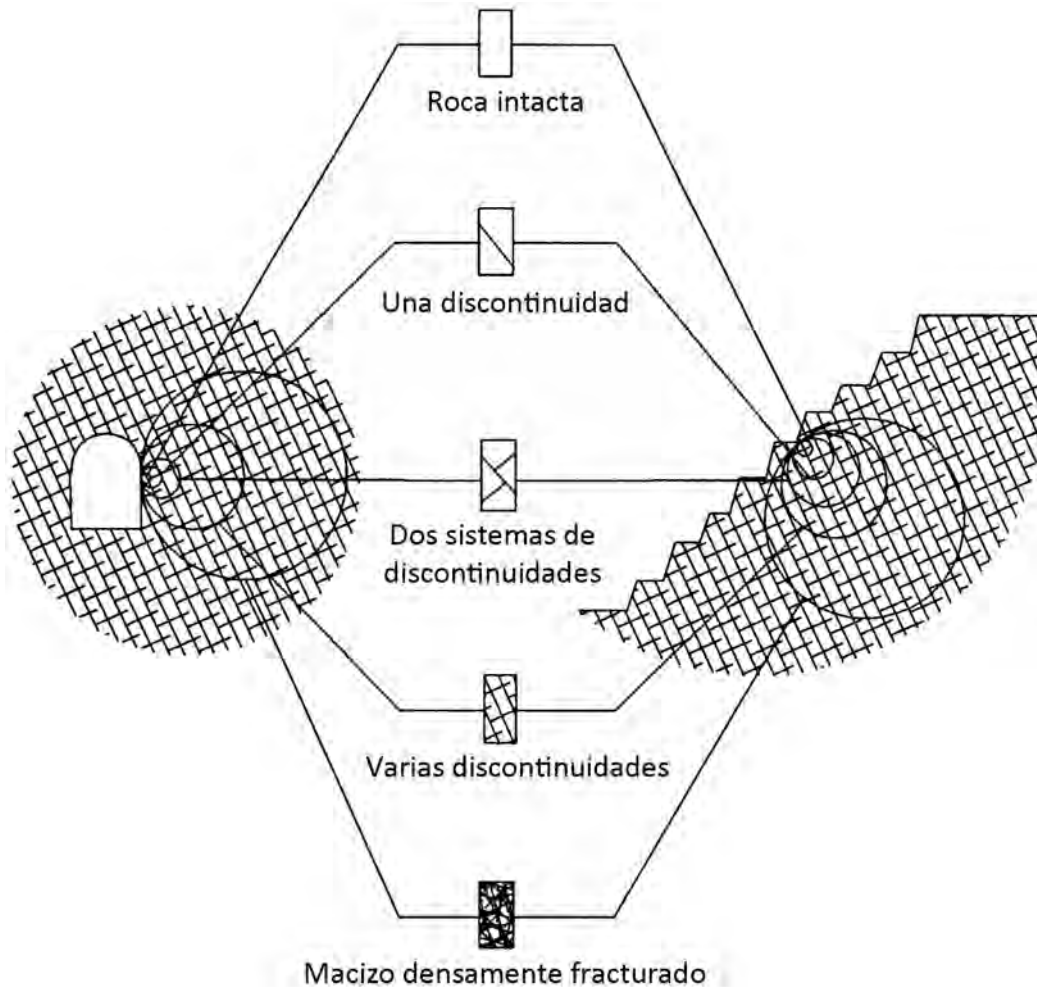 Roca intacta
Una discontinuidad
Dos sistemas de
discontinuidades
Varias discontinuidades
Macizo densamente fracturado